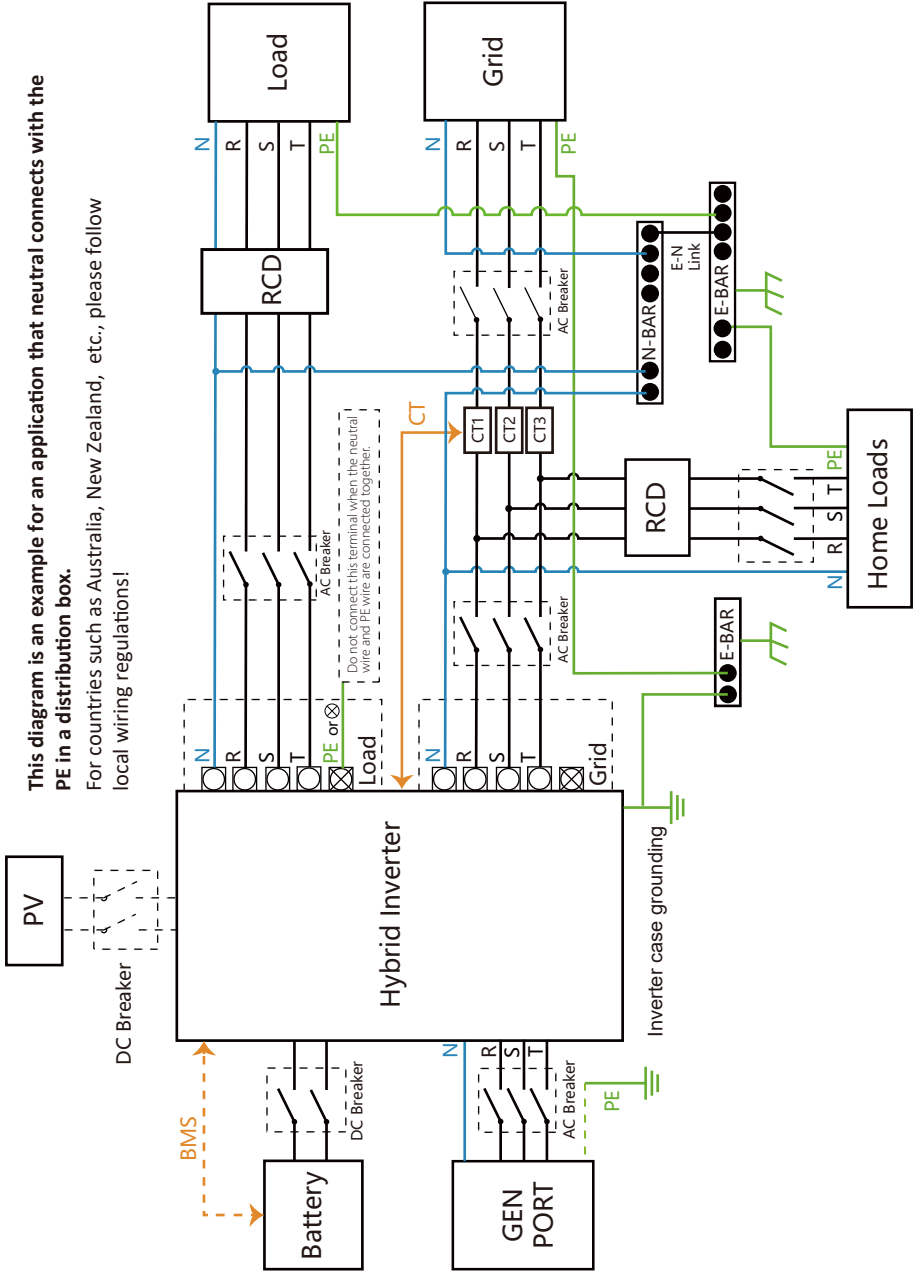 This diagram is an example for an application that neutral connects with the
PE in a distribution box.
For countries such as Australia, New Zealand, etc., please follow
local wiring regulations!
PV
DC Breaker
BMS
Battery
DC Breaker
Hybrid Inverter
N
R
S
T
PE or
Load
AC Breaker
Do not connect this terminal when the neutral
wire and PE wire are connected together.
RCD
N
R
S
T
PE
Load
CT
GEN
PORT
N
R
S
T
AC Breaker
PE
Inverter case grounding
N
R
S
T
Grid
AC Breaker
CT1
CT2
CT3
AC Breaker
N
R
S
T
PE
Grid
E-BAR
RCD
N-BAR
E-N
Link
E-BAR
N
R
S
T
PE
Home Loads